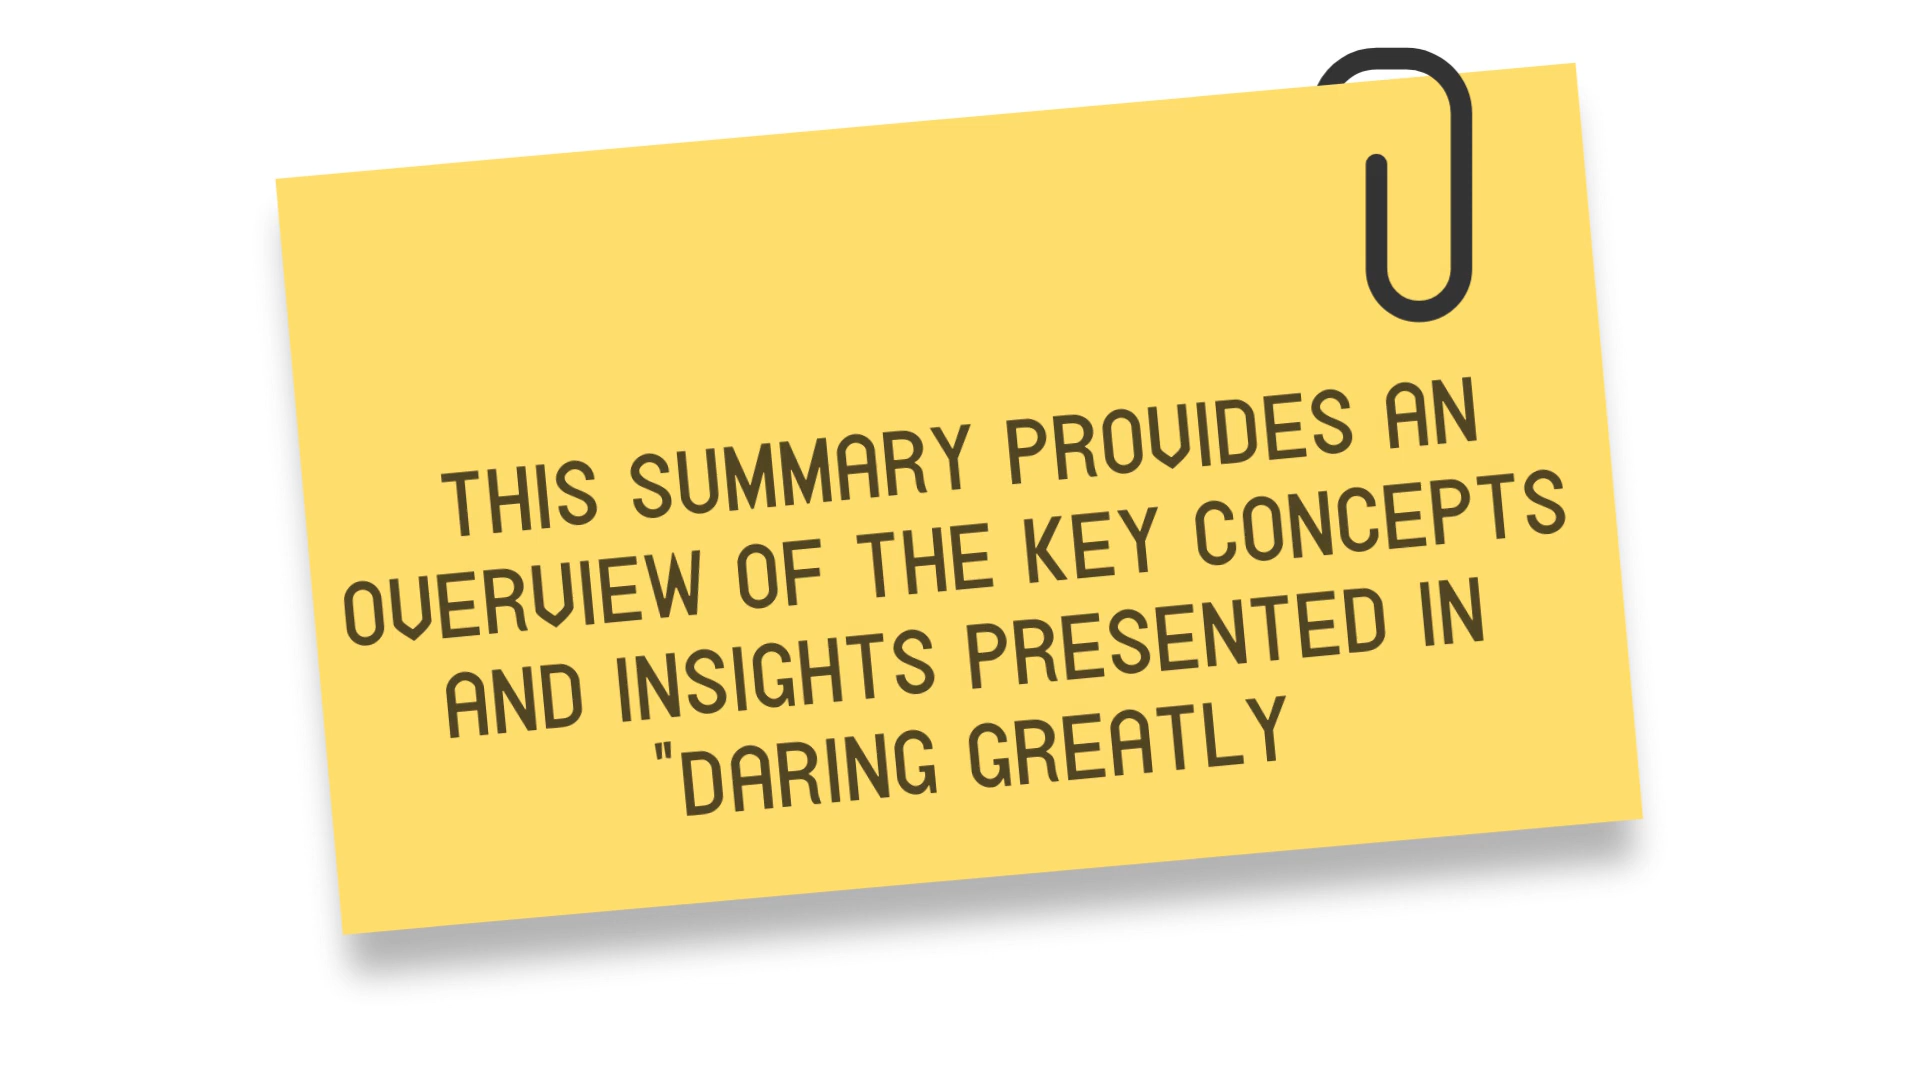 THIS SUMMARY PROVIDES AN
OVERVIEW OF THE KEY CONCEPTS
AND INSIGHTS PRESENTED IN
"DARING GREATLY